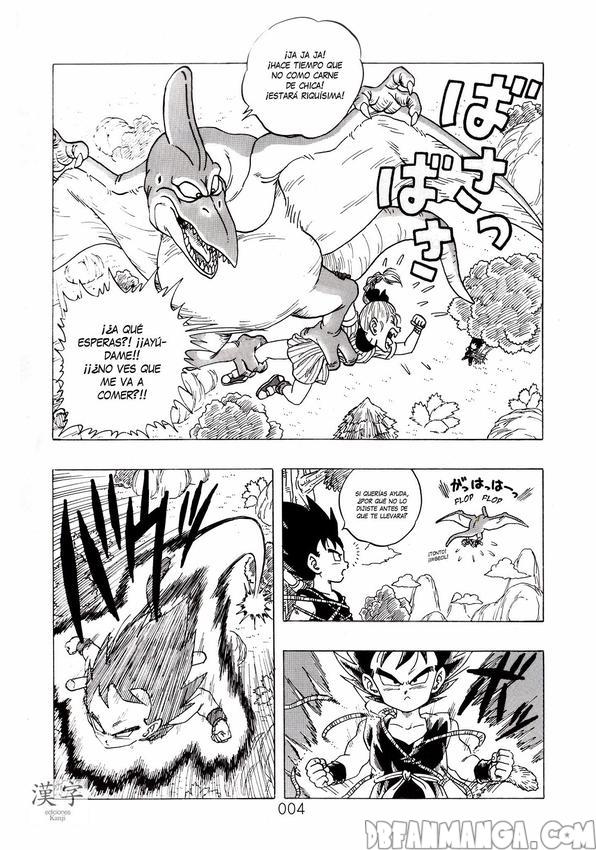 ¡JA JA JA!
¡HACE TIEMPO QUE
NO COMO CARNE
DE CHICA!
¡ESTARÁ RIQUÍSIMA!
ばさっ
ばさ
¡¿A QUÉ
ESPERAS?! ¡¡AYÚ-
DAME!!
¡¿NO VES QUE
ME VA A
COMER?!!
SI QUERÍAS AYUDA,
¿POR QUÉ NO LO
DIJISTE ANTES DE
QUE TE LLEVARA?
がっはっはーっ
FLOP FLOP
¡TONTO!
漢字
ediciones
Kanji
004
DBFANMANGA.COM